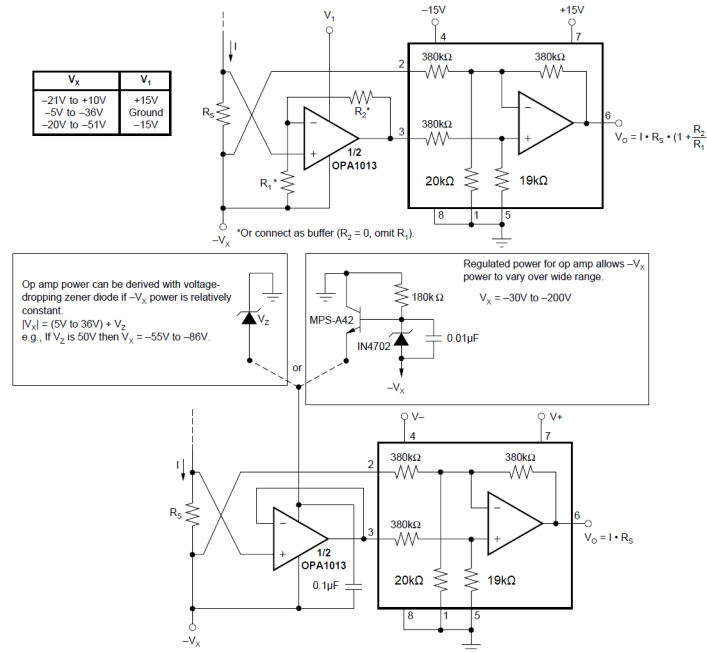 Vx V1
–21V to +10V +15V
–5V to –36V Ground
–20V to –51V –15V
V1
–15V
+15V
I
4
7
380kΩ
380kΩ
2
RS
R2*
–
–
6
380kΩ
3
+
+
VO = I • RS • (1 + R2
R1
1/2
OPA1013
R1*
20kΩ
19kΩ
8
1
5
–VX
*Or connect as buffer (R2 = 0, omit R1).
Op amp power can be derived with voltage-
dropping zener diode if –VX power is relatively
constant.
|VX| = (5V to 36V) + VZ
e.g., If VZ is 50V then VX = –55V to –86V.
VZ
or
Regulated power for op amp allows –VX
power to vary over wide range.
VX = –30V to –200V
180kΩ
MPS-A42
IN4702
0.01µF
–VX
V–
V+
4
7
I
380kΩ
380kΩ
2
RS
–
–
6
380kΩ
3
+
+
VO = I • RS
1/2
OPA1013
0.1µF
20kΩ
19kΩ
8
1
5
–VX